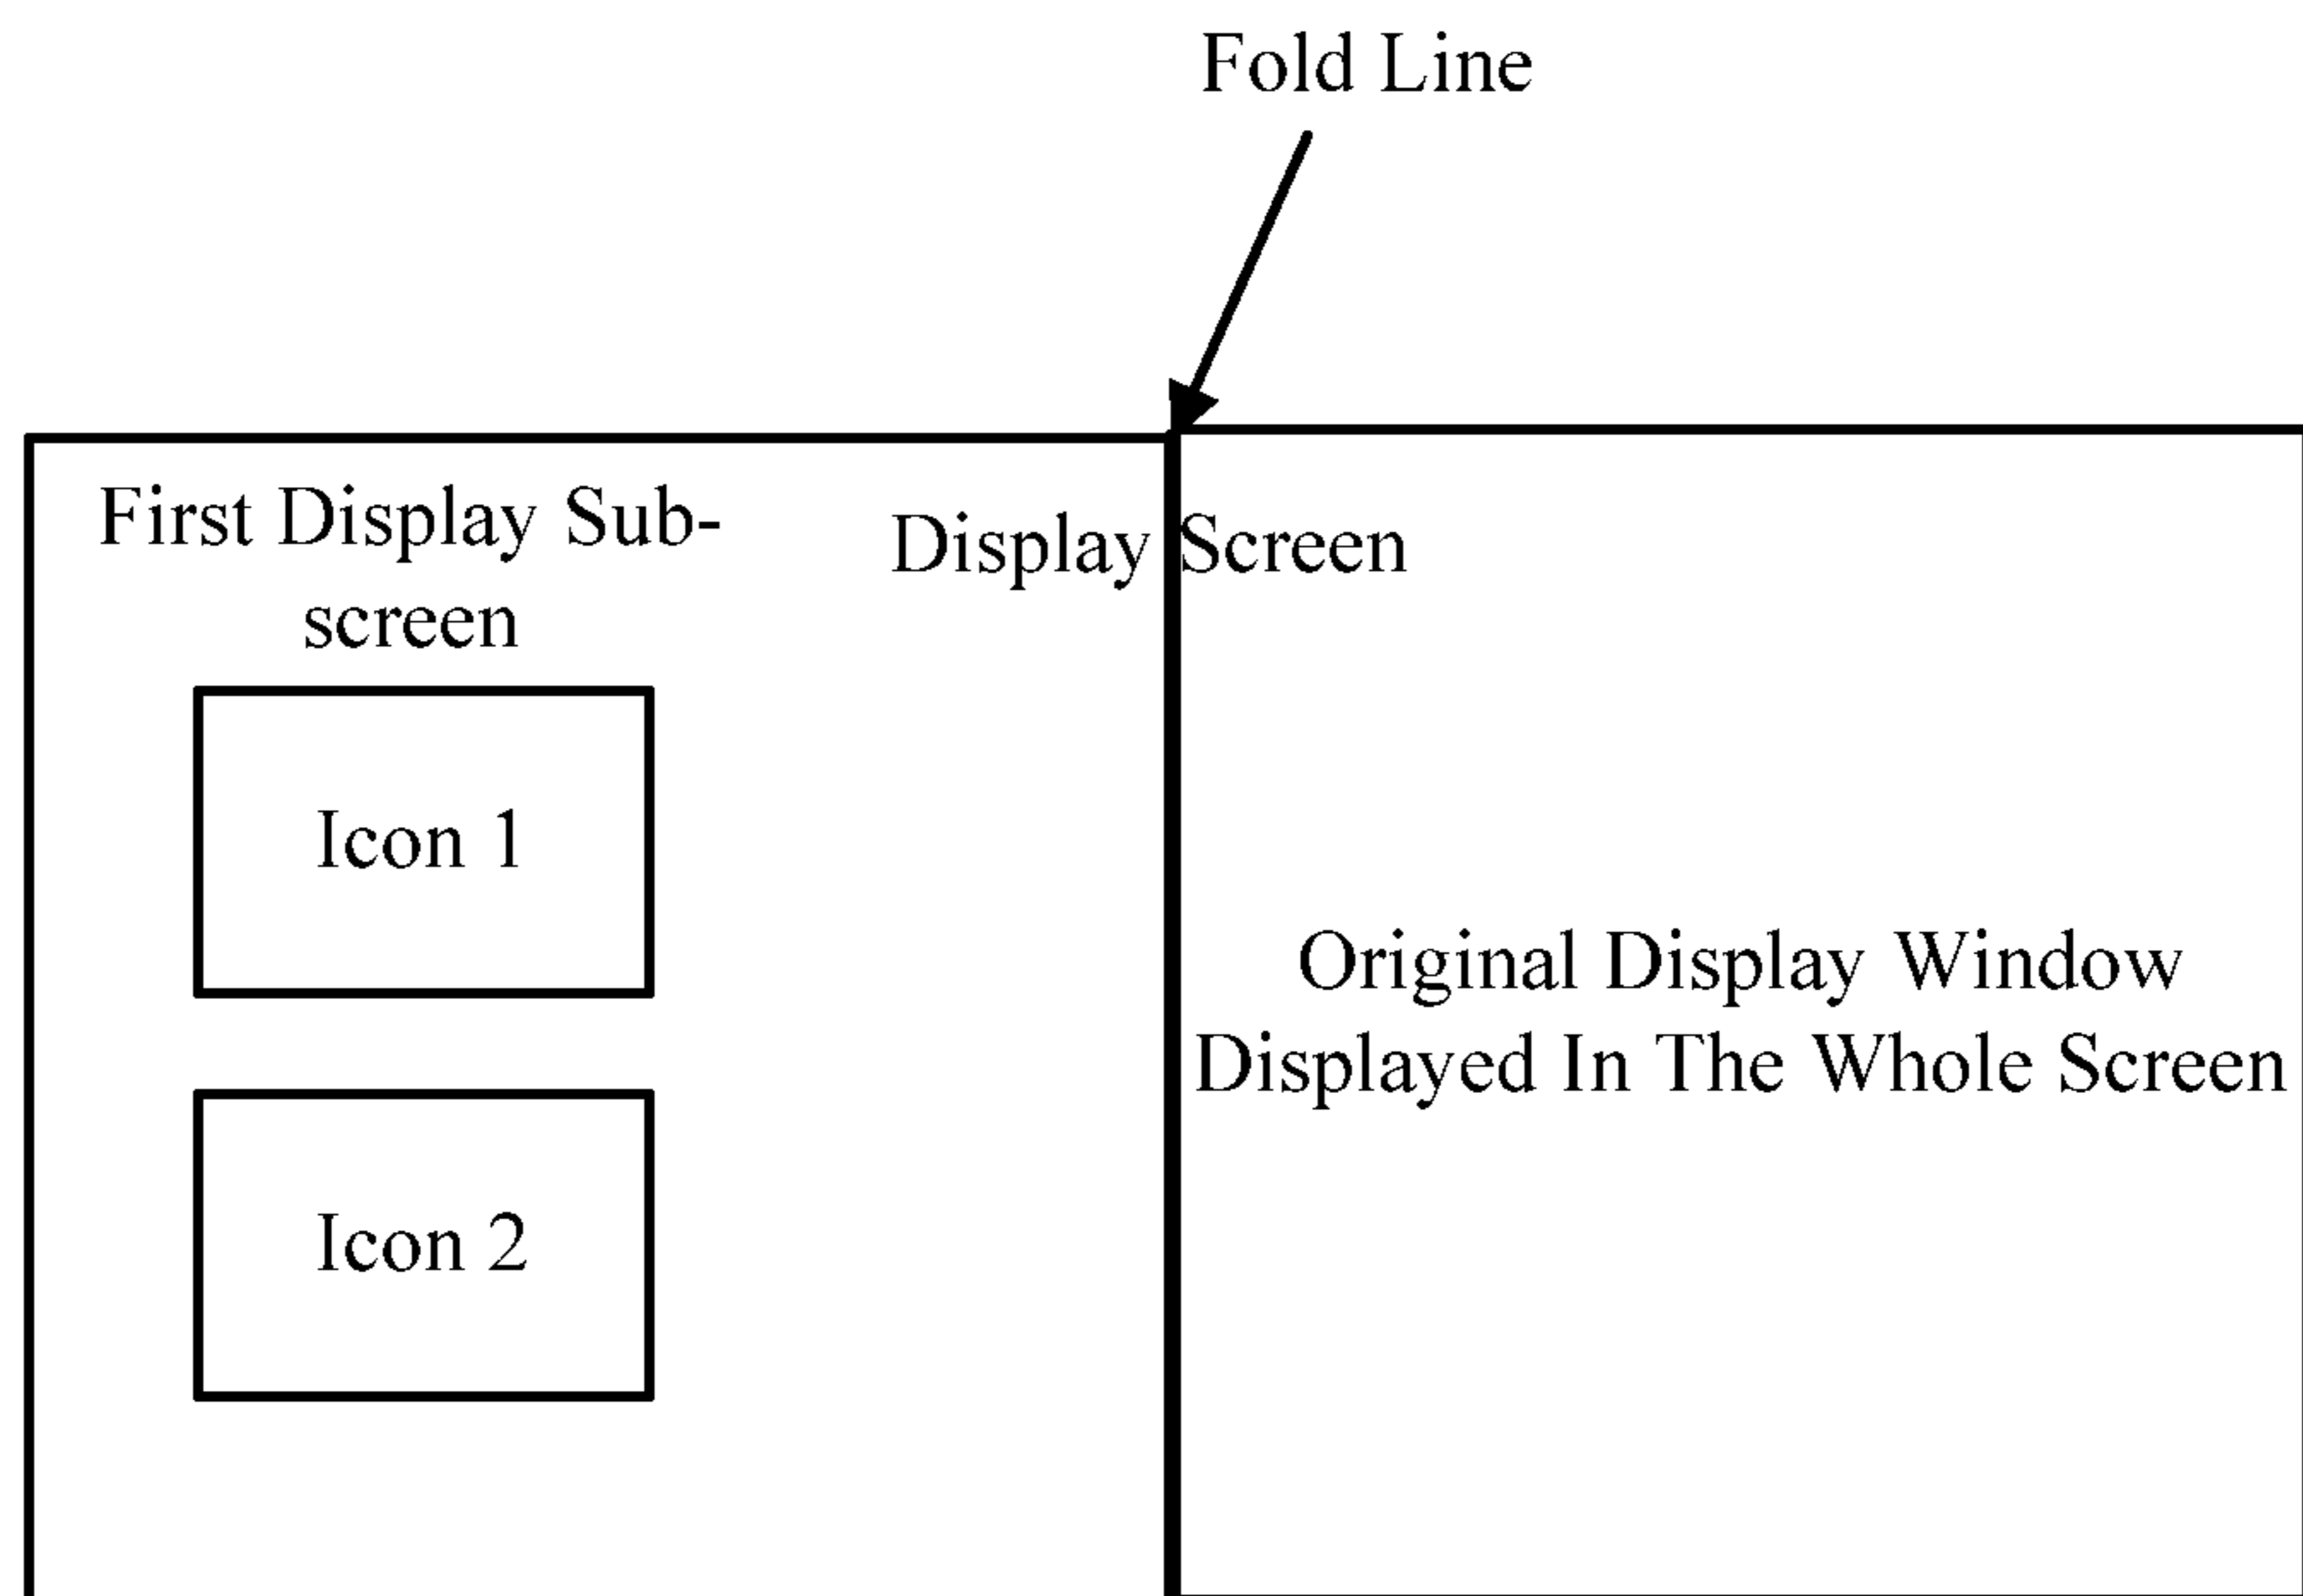 Fold Line
First Display Sub-
screen
Display Screen
Icon 1
Original Display Window
Displayed In The Whole Screen
Icon 2